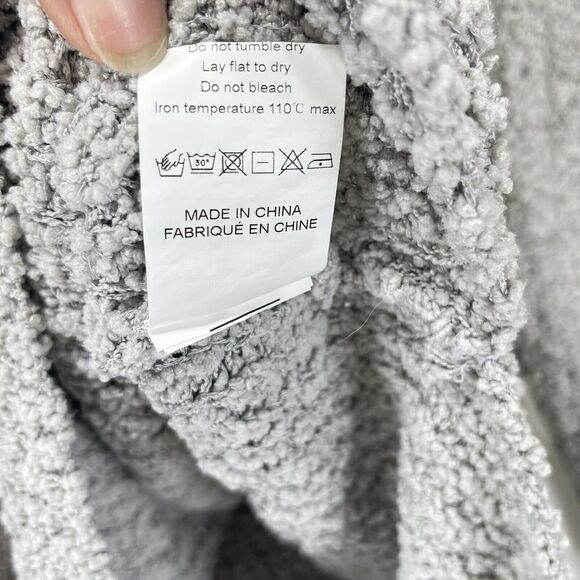 Do not tumble dry
Lay flat to dry
Do not bleach
Iron temperature 110℃ max
30°
MADE IN CHINA
FABRIQUÉ EN CHINE